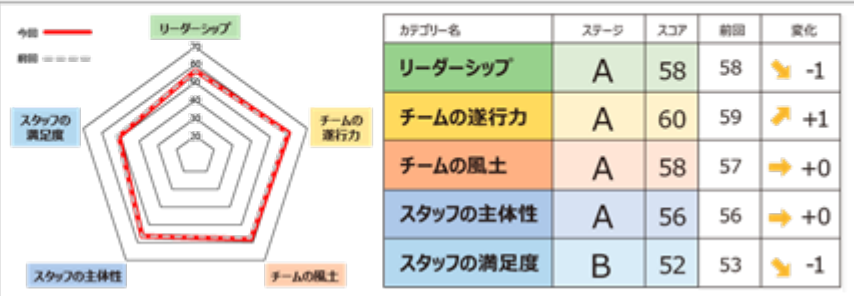 今回
前回
リーダーシップ
70
60
50
40
30
20
スタッフの
満足度
チームの
遂行力
スタッフの主体性
チームの風土
カテゴリー名 ステージ スコア 前回 変化
リーダーシップ A 58 58 -1
チームの遂行力 A 60 59 +1
チームの風土 A 58 57 +0
スタッフの主体性 A 56 56 +0
スタッフの満足度 B 52 53 -1